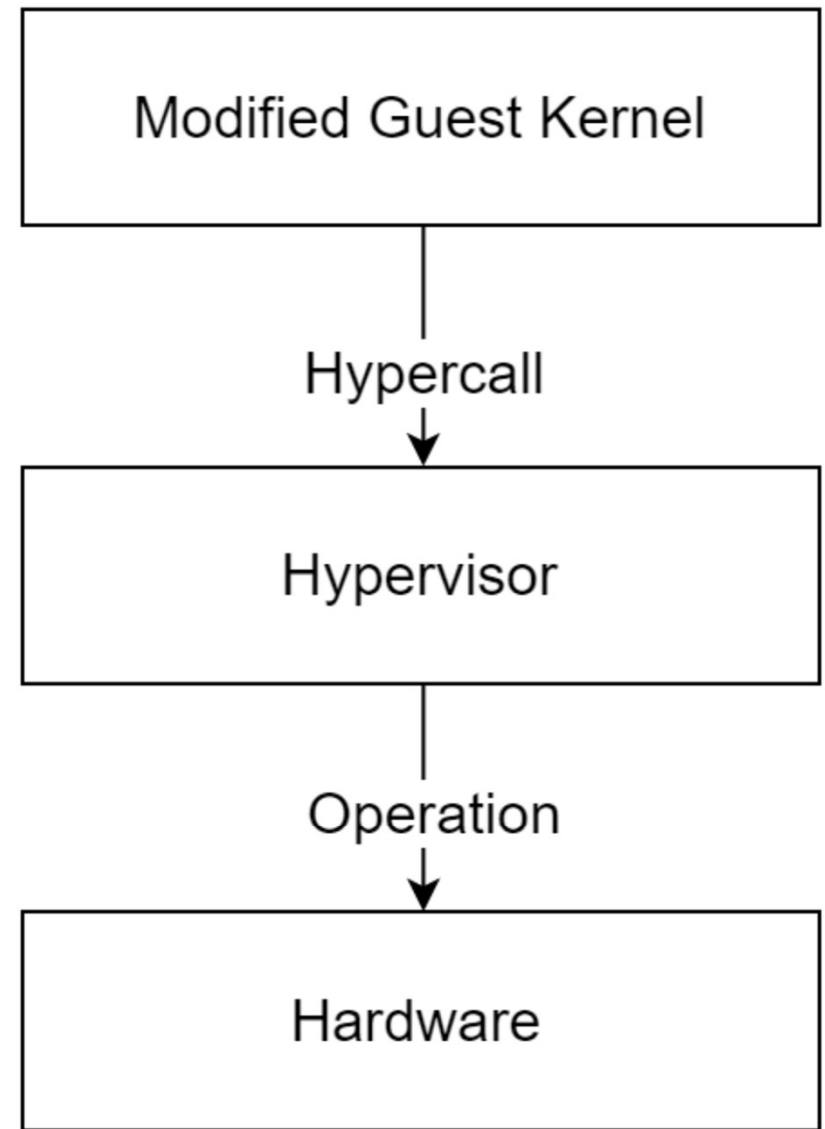 Modified Guest Kernel
Hypercall
Hypervisor
Operation
Hardware